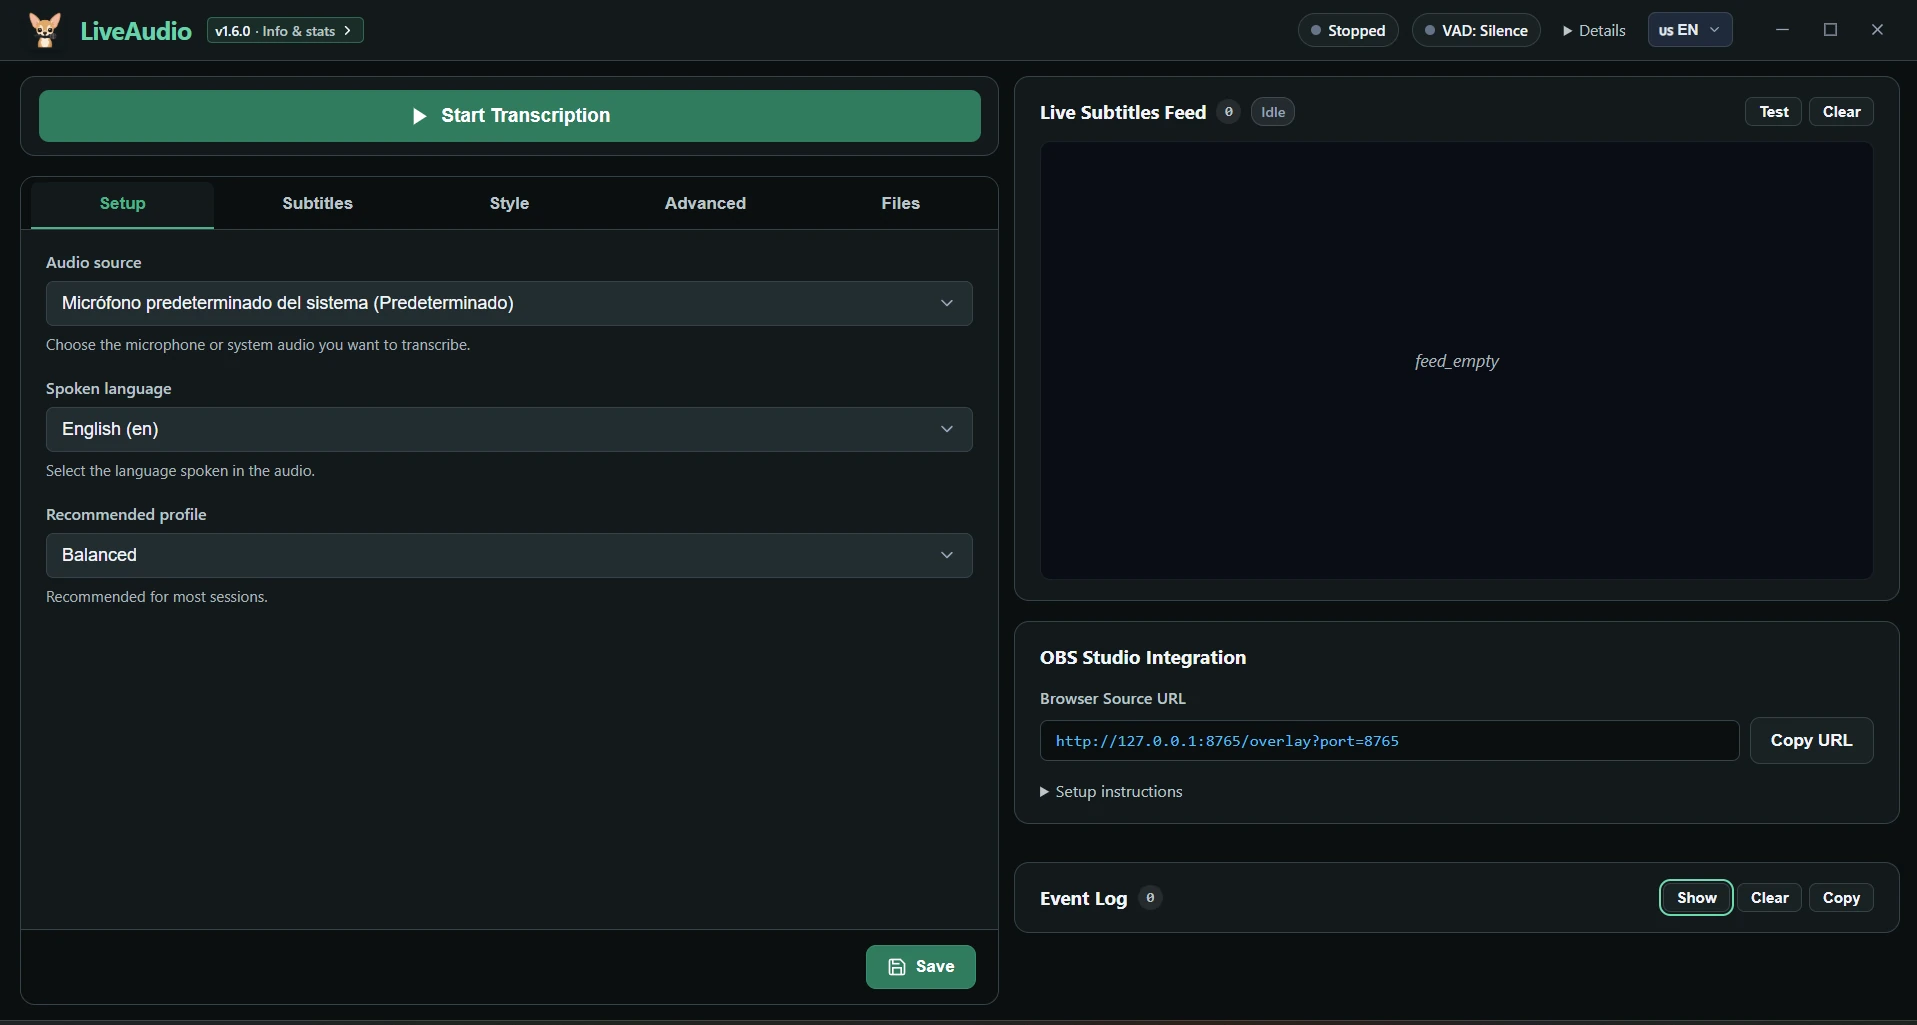 LiveAudio
v1.6.0 · Info & stats
Stopped
VAD: Silence
Details
us EN
Start Transcription
Setup
Subtitles
Style
Advanced
Files
Audio source
Micrófono predeterminado del sistema (Predeterminado)
Choose the microphone or system audio you want to transcribe.
Spoken language
English (en)
Select the language spoken in the audio.
Recommended profile
Balanced
Recommended for most sessions.
Save
Live Subtitles Feed 0 Idle
Test
Clear
feed_empty
OBS Studio Integration
Browser Source URL
http://127.0.0.1:8765/overlay?port=8765
Copy URL
Setup instructions
Event Log 0
Show
Clear
Copy